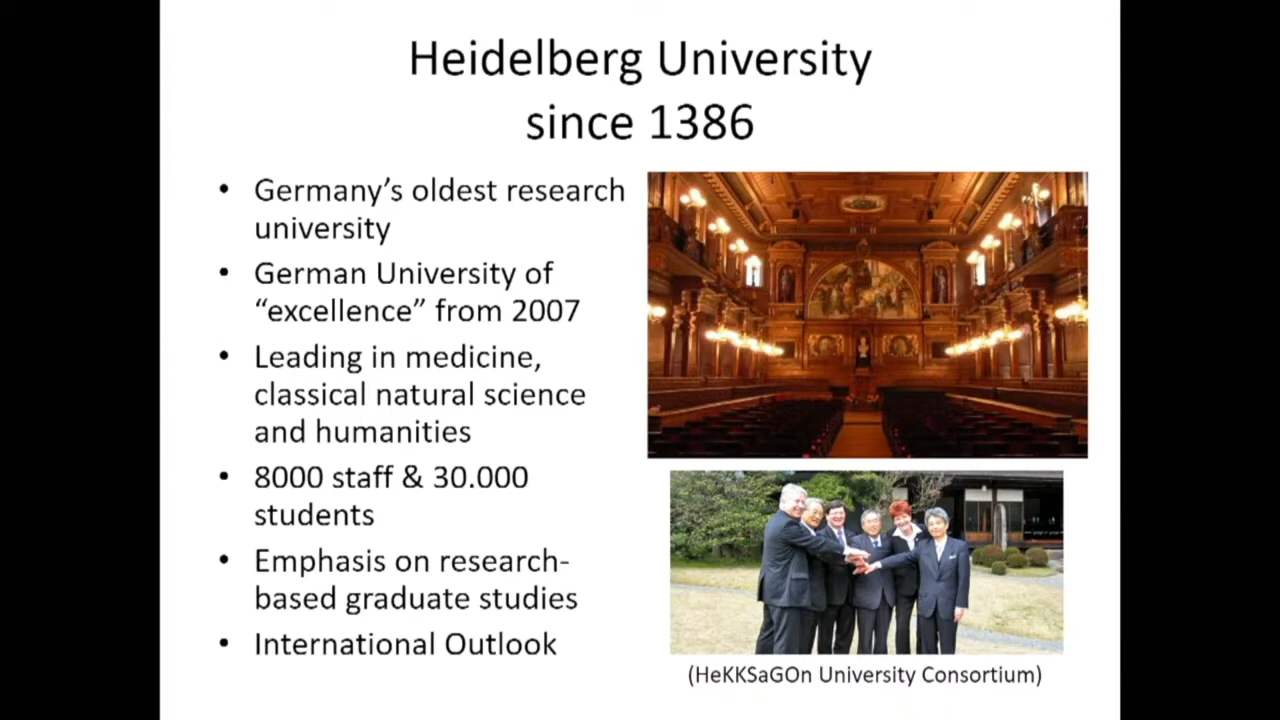 Heidelberg University
since 1386
• Germany’s oldest research
university
• German University of
“excellence” from 2007
• Leading in medicine,
classical natural science
and humanities
• 8000 staff & 30.000
students
• Emphasis on research-
based graduate studies
• International Outlook
(HeKKSaGOn University Consortium)